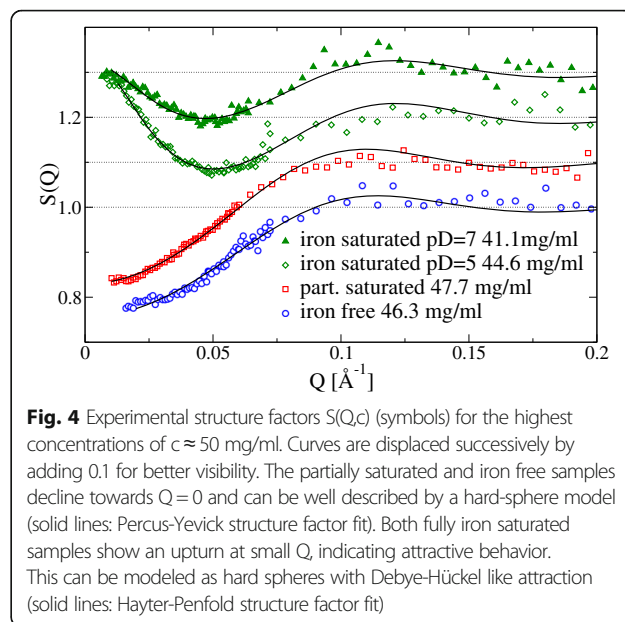 1.2
1.0
0.8
S(Q)
iron saturated pD=7 41.1mg/ml
iron saturated pD=5 44.6 mg/ml
part. saturated 47.7 mg/ml
iron free 46.3 mg/ml
0 0.05 0.1 0.15 0.2
Q [Å⁻¹]
Fig. 4 Experimental structure factors S(Q,c) (symbols) for the highest
concentrations of c ≈ 50 mg/ml. Curves are displaced successively by
adding 0.1 for better visibility. The partially saturated and iron free samples
decline towards Q = 0 and can be well described by a hard-sphere model
(solid lines: Percus-Yevick structure factor fit). Both fully iron saturated
samples show an upturn at small Q, indicating attractive behavior.
This can be modeled as hard spheres with Debye-Hückel like attraction
(solid lines: Hayter-Penfold structure factor fit)